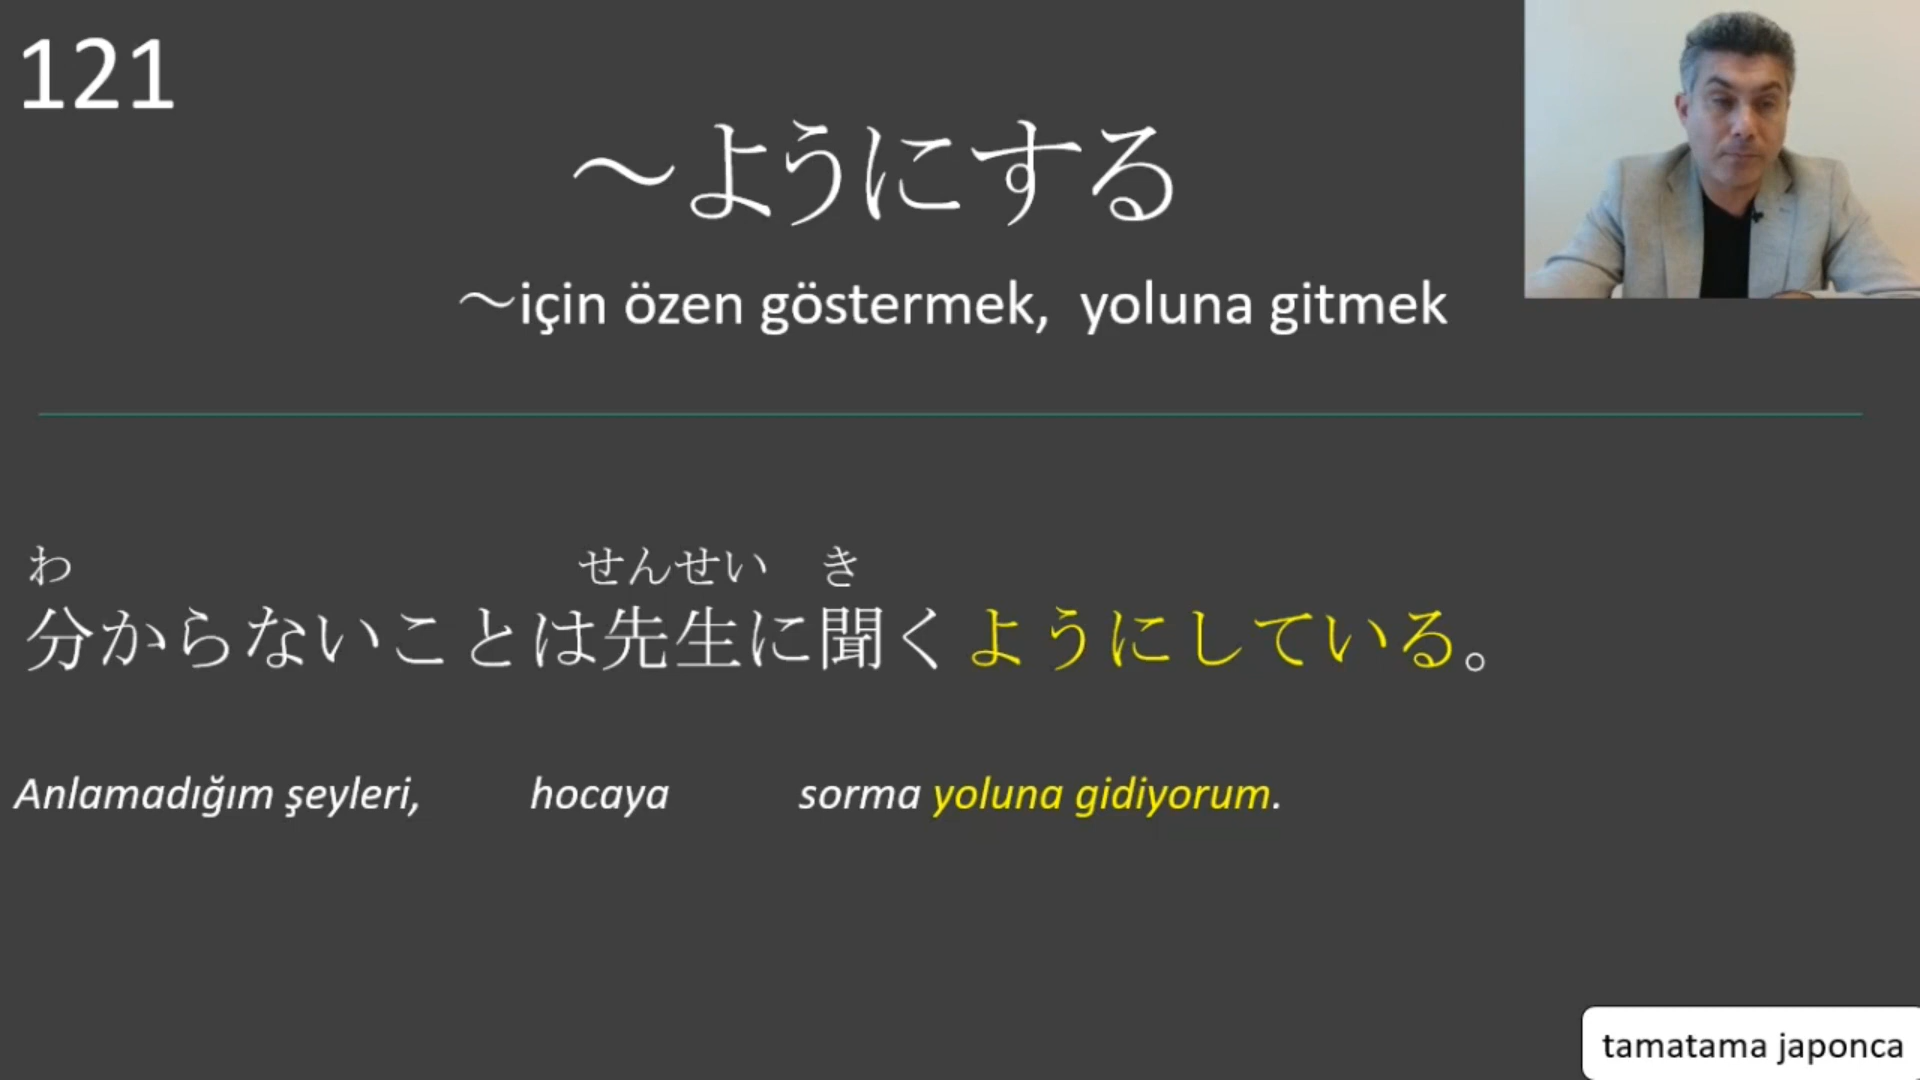 121
～ようにする
～için özen göstermek, yoluna gitmek
わ せんせい き
分からないことは先生に聞くようにしている。
Anlamadığım şeyleri, hocaya sorma yoluna gidiyorum.
tamatama japonca